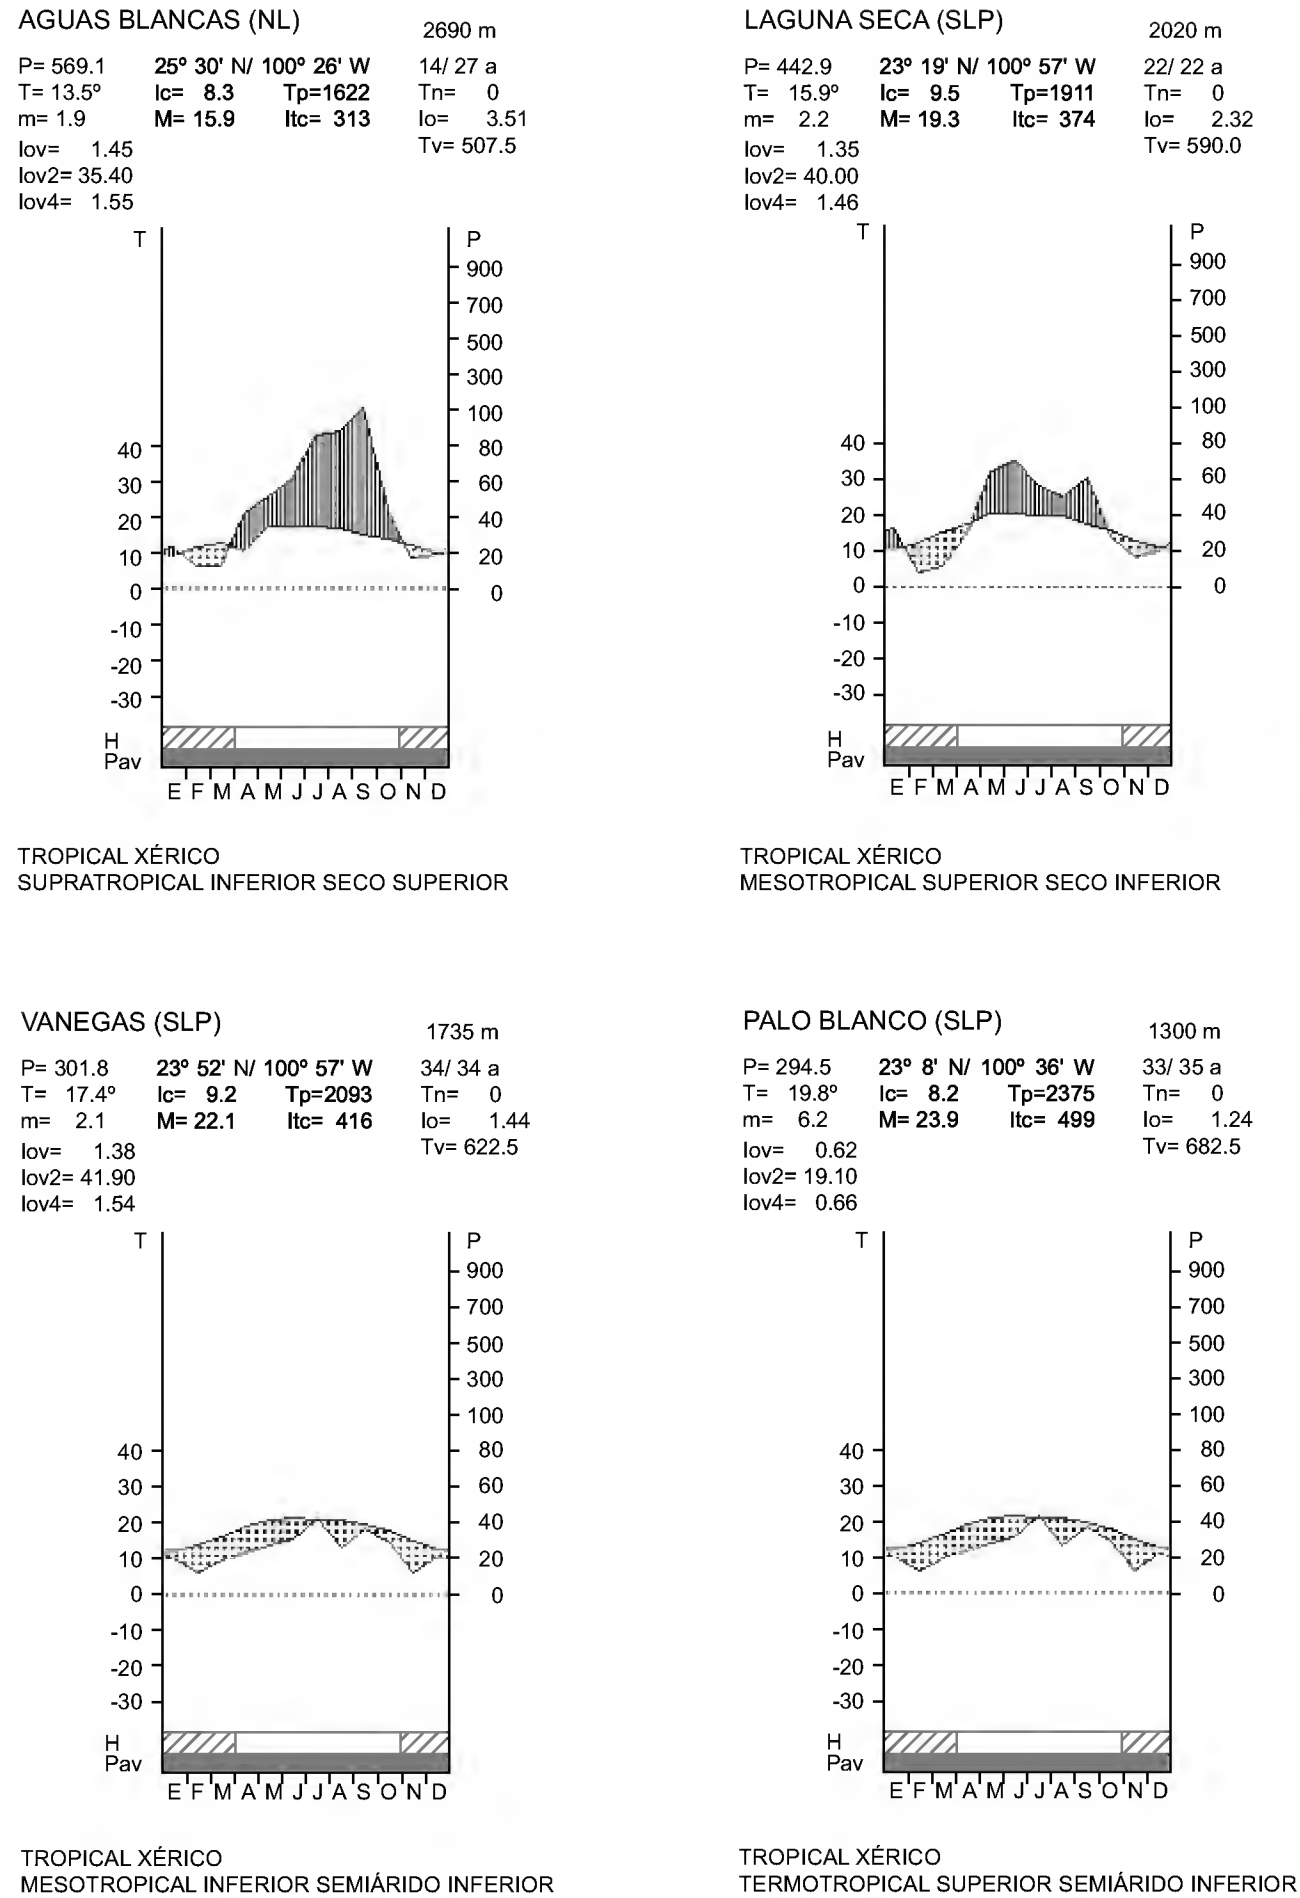 AGUAS BLANCAS (NL) 2690 m
P= 569.1 25º 30' N/ 100º 26' W 14/ 27 a
T= 13.5º Ic= 8.3 Tp=1622 Tn= 0
m= 1.9 M= 15.9 Itc= 313 Io= 3.51
Iov= 1.45 Tv= 507.5
Iov2= 35.40
Iov4= 1.55
T P
900
700
500
300
100
40 80
30 60
20 40
10 20
0 0
-10
-20
-30
H
Pav
E F M A M J J A S O N D
TROPICAL XÉRICO
SUPRATROPICAL INFERIOR SECO SUPERIOR
LAGUNA SECA (SLP) 2020 m
P= 442.9 23º 19' N/ 100º 57' W 22/ 22 a
T= 15.9º Ic= 9.5 Tp=1911 Tn= 0
m= 2.2 M= 19.3 Itc= 374 Io= 2.32
Iov= 1.35 Tv= 590.0
Iov2= 40.00
Iov4= 1.46
T P
900
700
500
300
100
40 80
30 60
20 40
10 20
0 0
-10
-20
-30
H
Pav
E F M A M J J A S O N D
TROPICAL XÉRICO
MESOTROPICAL SUPERIOR SECO INFERIOR
VANEGAS (SLP) 1735 m
P= 301.8 23º 52' N/ 100º 57' W 34/ 34 a
T= 17.4º Ic= 9.2 Tp=2093 Tn= 0
m= 2.1 M= 22.1 Itc= 416 Io= 1.44
Iov= 1.38 Tv= 622.5
Iov2= 41.90
Iov4= 1.54
T P
900
700
500
300
100
40 80
30 60
20 40
10 20
0 0
-10
-20
-30
H
Pav
E F M A M J J A S O N D
TROPICAL XÉRICO
MESOTROPICAL INFERIOR SEMIÁRIDO INFERIOR
PALO BLANCO (SLP) 1300 m
P= 294.5 23º 8' N/ 100º 36' W 33/ 35 a
T= 19.8º Ic= 8.2 Tp=2375 Tn= 0
m= 6.2 M= 23.9 Itc= 499 Io= 1.24
Iov= 0.62 Tv= 682.5
Iov2= 19.10
Iov4= 0.66
T P
900
700
500
300
100
40 80
30 60
20 40
10 20
0 0
-10
-20
-30
H
Pav
E F M A M J J A S O N D
TROPICAL XÉRICO
TERMOTROPICAL SUPERIOR SEMIÁRIDO INFERIOR